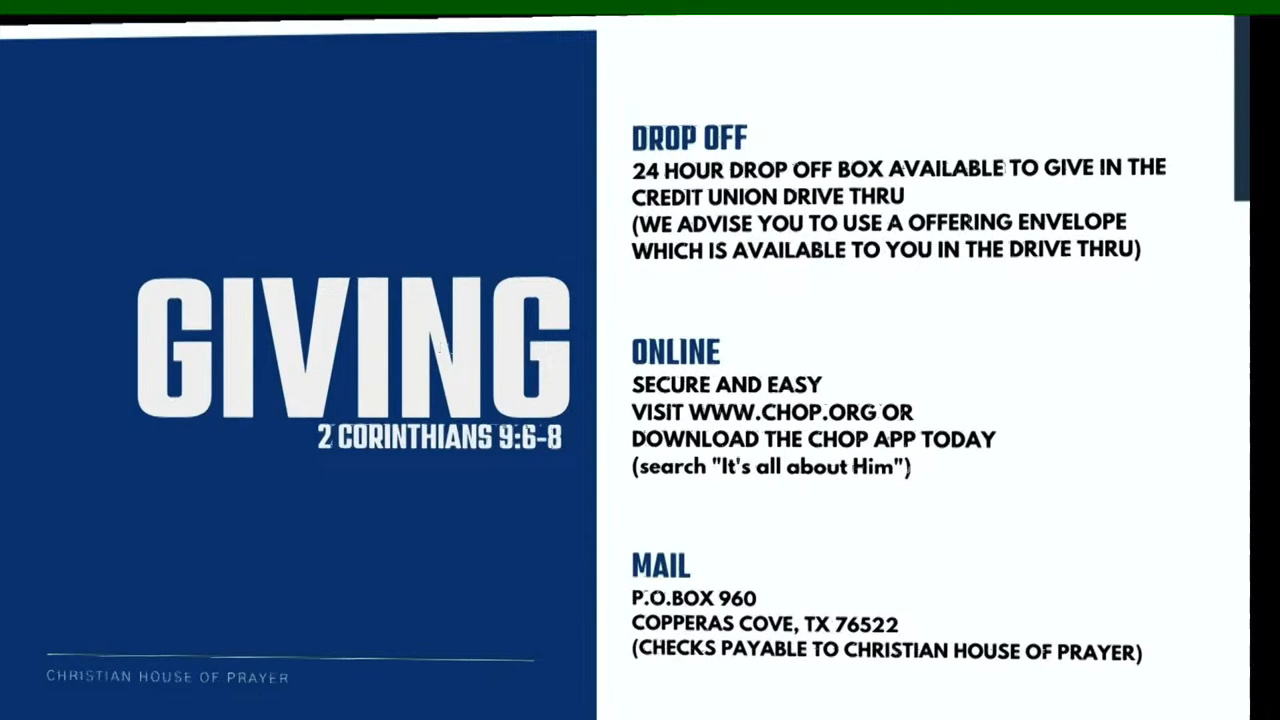 GIVING
2 CORINTHIANS 9:6-8
CHRISTIAN HOUSE OF PRAYER
DROP OFF
24 HOUR DROP OFF BOX AVAILABLE TO GIVE IN THE
CREDIT UNION DRIVE THRU
(WE ADVISE YOU TO USE A OFFERING ENVELOPE
WHICH IS AVAILABLE TO YOU IN THE DRIVE THRU)
ONLINE
SECURE AND EASY
VISIT WWW.CHOP.ORG OR
DOWNLOAD THE CHOP APP TODAY
(search "It's all about Him")
MAIL
P.O.BOX 960
COPPERAS COVE, TX 76522
(CHECKS PAYABLE TO CHRISTIAN HOUSE OF PRAYER)